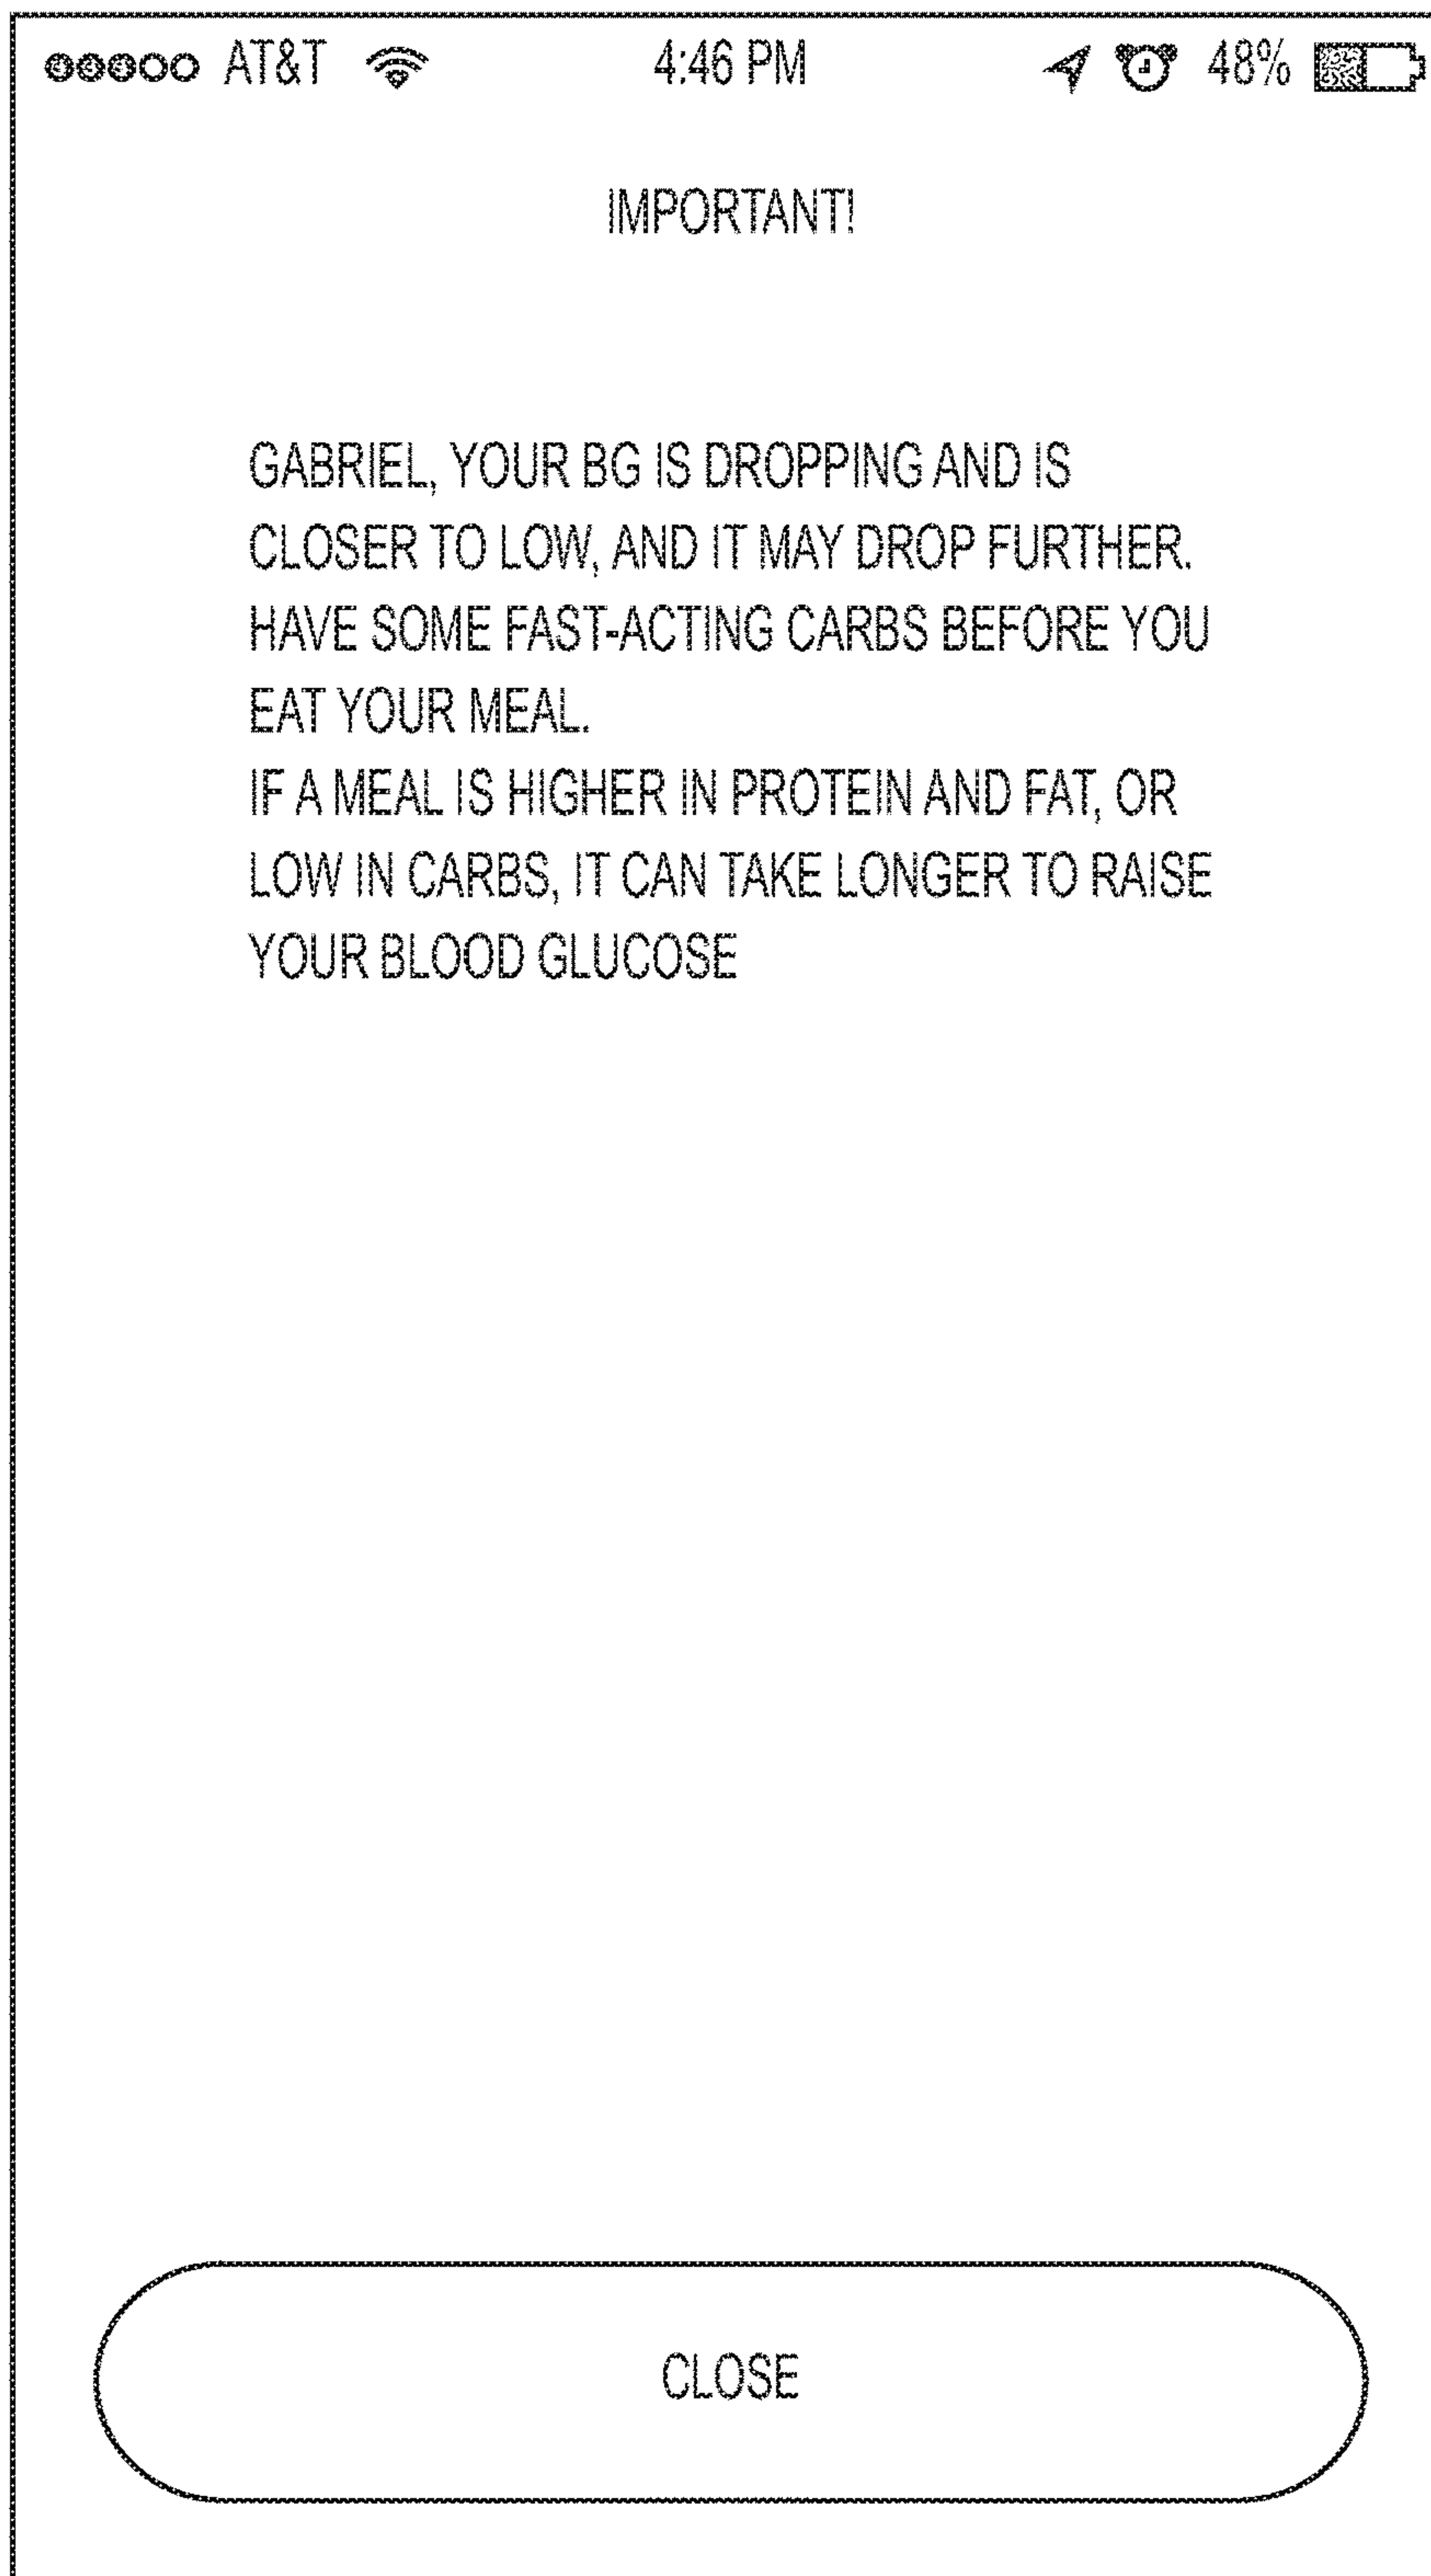 AT&T 4:46 PM 48%
IMPORTANT!
GABRIEL, YOUR BG IS DROPPING AND IS
CLOSER TO LOW, AND IT MAY DROP FURTHER.
HAVE SOME FAST-ACTING CARBS BEFORE YOU
EAT YOUR MEAL.
IF A MEAL IS HIGHER IN PROTEIN AND FAT, OR
LOW IN CARBS, IT CAN TAKE LONGER TO RAISE
YOUR BLOOD GLUCOSE
CLOSE